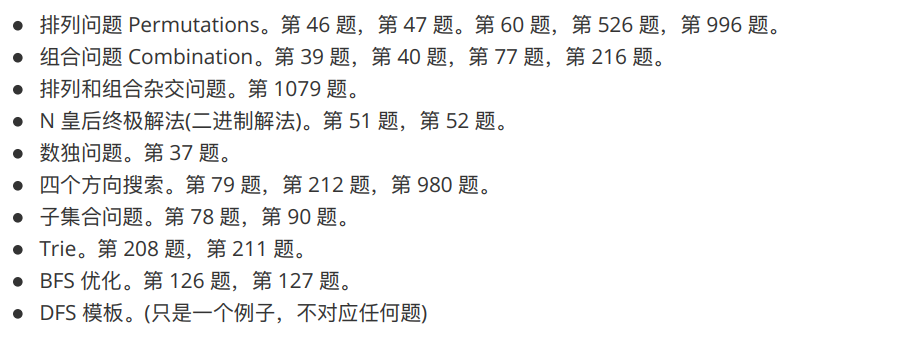 ● 排列问题 Permutations。第 46 题，第 47 题。第 60 题，第 526 题，第 996 题。
● 组合问题 Combination。第 39 题，第 40 题，第 77 题，第 216 题。
● 排列和组合杂交问题。第 1079 题。
● N 皇后终极解法(二进制解法)。第 51 题，第 52 题。
● 数独问题。第 37 题。
● 四个方向搜索。第 79 题，第 212 题，第 980 题。
● 子集合问题。第 78 题，第 90 题。
● Trie。第 208 题，第 211 题。
● BFS 优化。第 126 题，第 127 题。
● DFS 模板。(只是一个例子，不对应任何题)